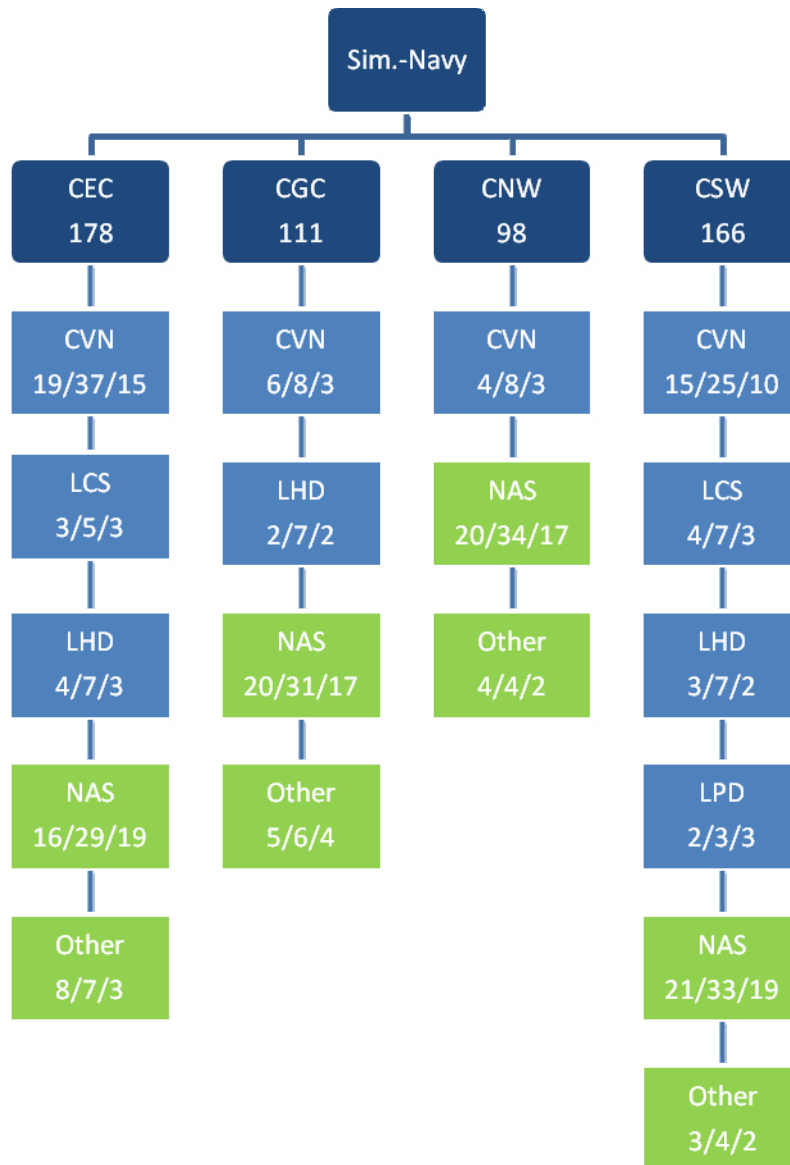 Sim.-Navy
CEC
178
CVN
19/37/15
LCS
3/5/3
LHD
4/7/3
NAS
16/29/19
Other
8/7/3
CGC
111
CVN
6/8/3
LHD
2/7/2
NAS
20/31/17
Other
5/6/4
CNW
98
CVN
4/8/3
NAS
20/34/17
Other
4/4/2
CSW
166
CVN
15/25/10
LCS
4/7/3
LHD
3/7/2
LPD
2/3/3
NAS
21/33/19
Other
3/4/2